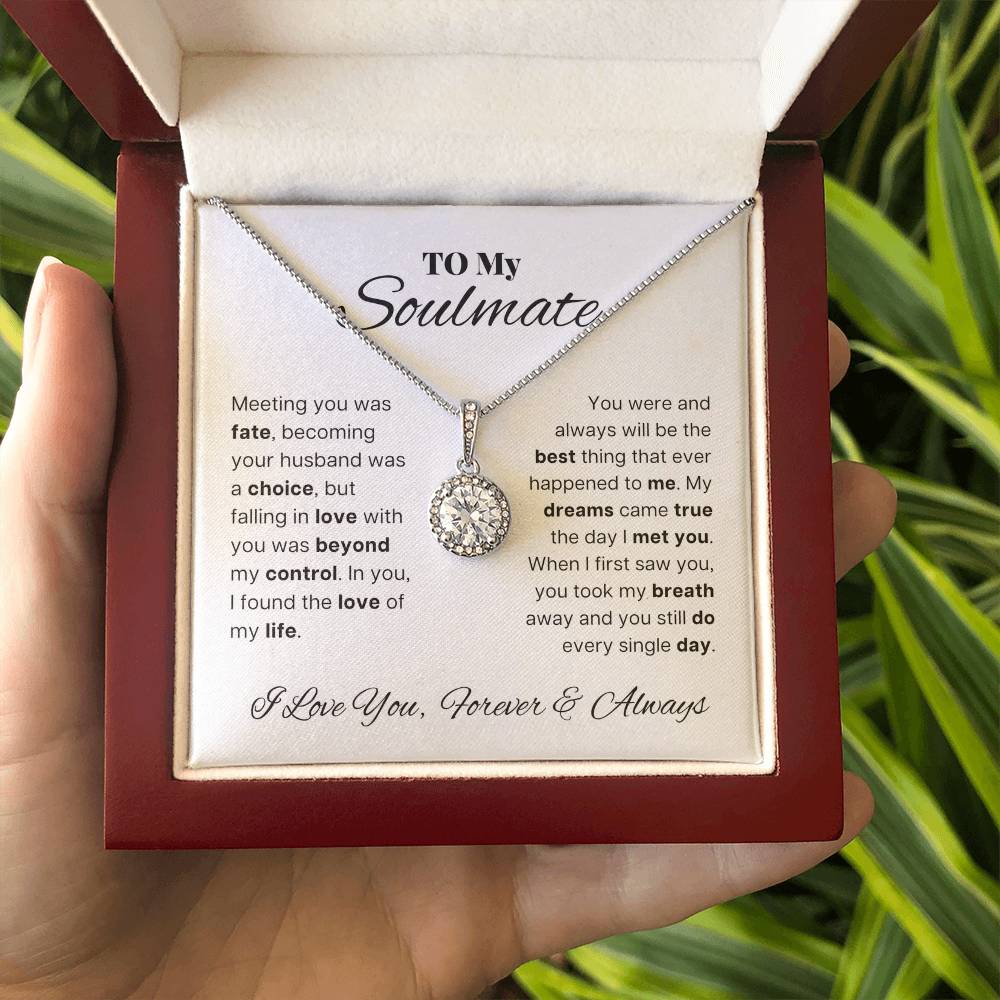 TO My
Soulmate
Meeting you was
fate, becoming
your husband was
a choice, but
falling in love with
you was beyond
my control. In you,
I found the love of
my life.
You were and
always will be the
best thing that ever
happened to me. My
dreams came true
the day I met you.
When I first saw you,
you took my breath
away and you still do
every single day.
I Love You, Forever & Always